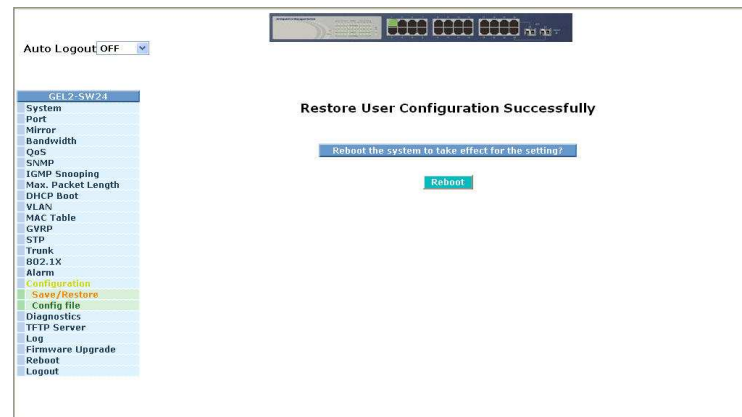 Auto Logout OFF
GEL2-SW24
System
Port
Mirror
Bandwidth
QoS
SNMP
IGMP Snooping
Max. Packet Length
DHCP Boot
VLAN
MAC Table
GVRP
STP
Trunk
802.1X
Alarm
Configuration
Save/Restore
Config file
Diagnostics
TFTP Server
Log
Firmware Upgrade
Reboot
Logout
Restore User Configuration Successfully
Reboot the system to take effect for the setting?
Reboot